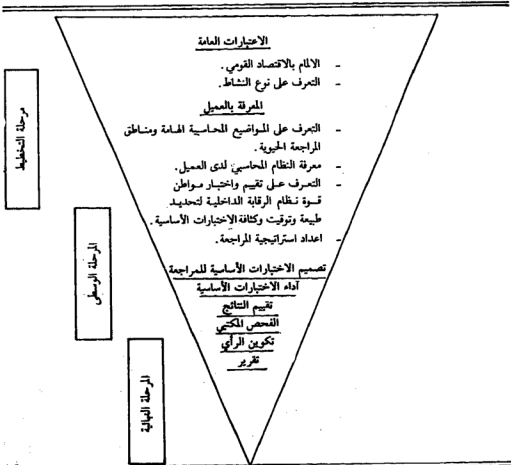 الاعتبارات العامة
- الالمام بالاقتصاد القومي.
- التعرف على نوع النشاط.
المعرفة بالعميل
- التعرف على المواضيع المحاسبية الهامة ومناطق
المراجعة الحيوية.
- معرفة النظام المحاسبي لدى العميل.
- التعرف على تقييم واختبار مواطن
قوة نظام الرقابة الداخلية لتحديد
طبيعة وتوقيت وكثافة الاختبارات الأساسية.
- اعداد استراتيجية المراجعة.
تصميم الاختبارات الأساسية للمراجعة
آداء الاختبارات الأساسية
تقييم النتائج
الفحص المكتبي
تكوين الرأي
تقرير
مرحلة التخطيط
المرحلة الوسطى
المرحلة النهائية